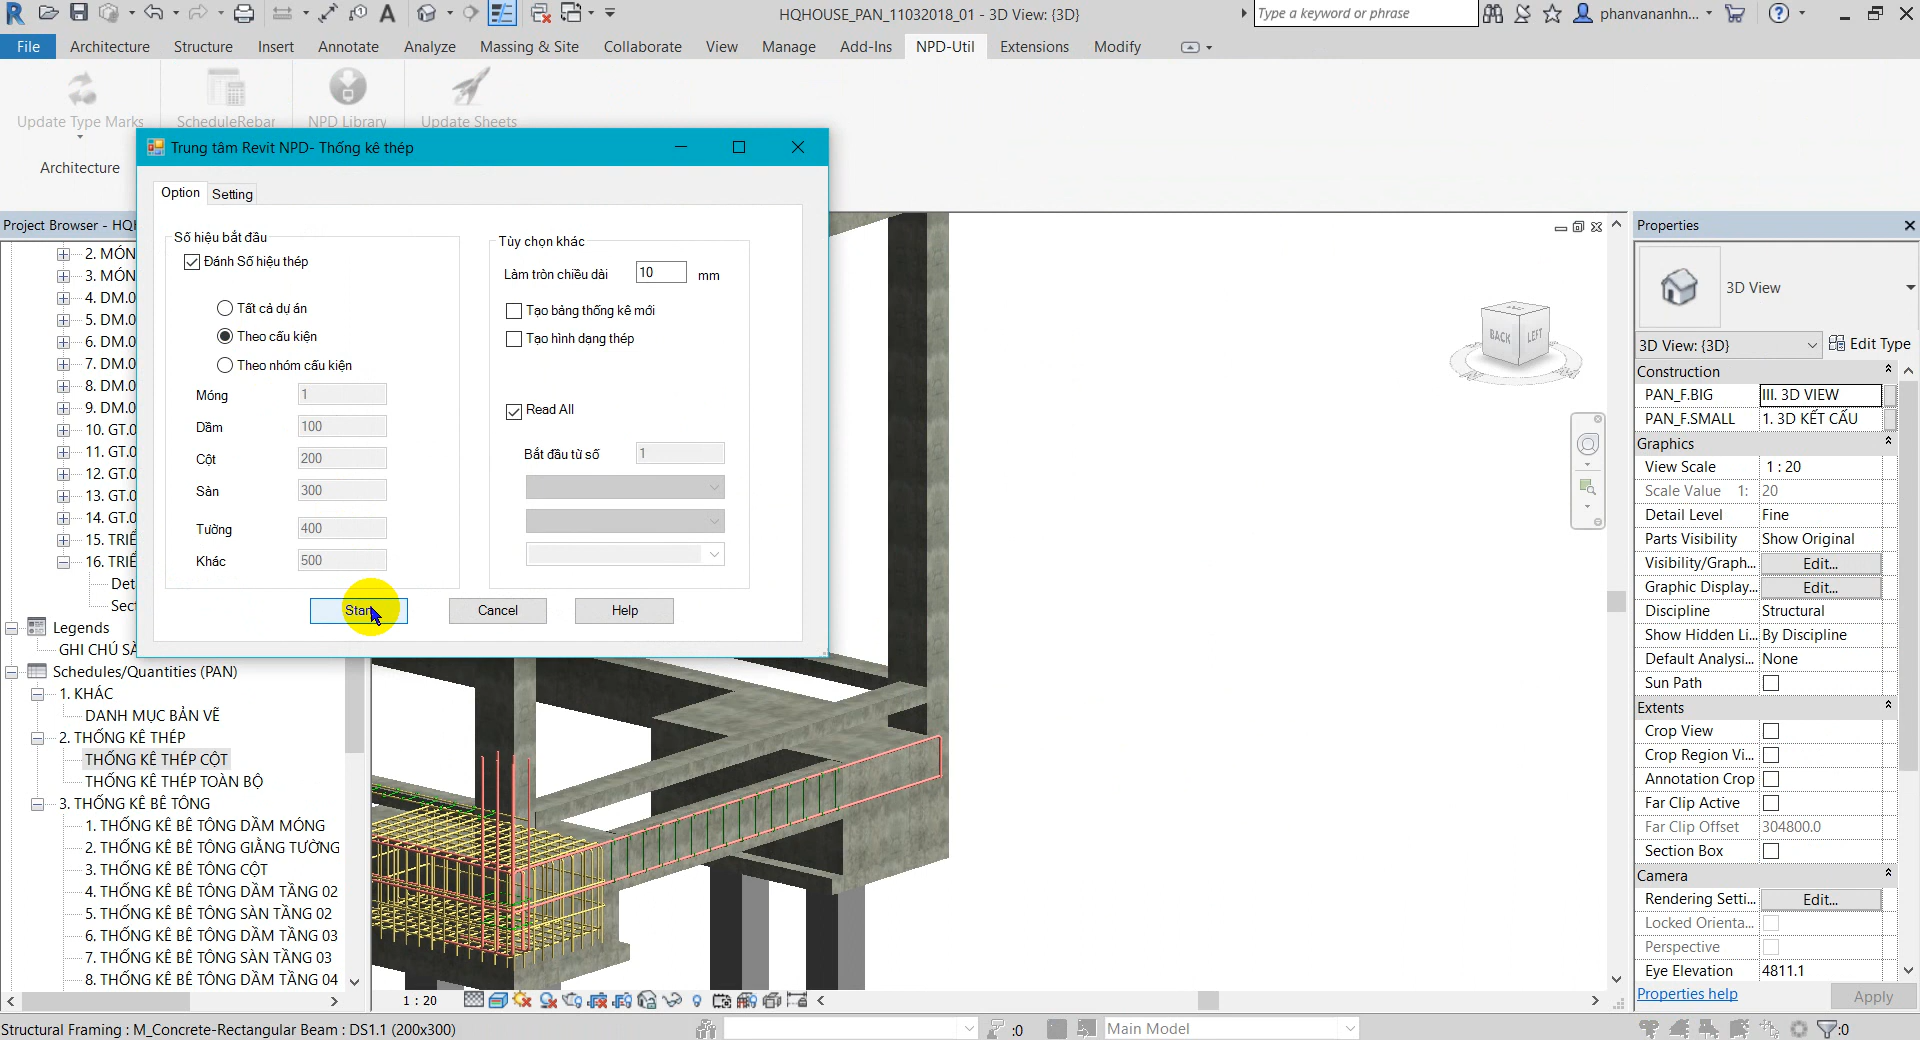 HQHOUSE_PAN_11032018_01 - 3D View: {3D}
Type a keyword or phrase
phanvananhn...
File Architecture Structure Insert Annotate Analyze Massing & Site Collaborate View Manage Add-Ins NPD-Util Extensions Modify
Update Type Marks ScheduleRebar NPD Library Update Sheets
Architecture
Trung tâm Revit NPD- Thống kê thép
Option Setting
Số hiệu bắt đầu
Đánh Số hiệu thép
Tất cả dự án
Theo cấu kiện
Theo nhóm cấu kiện
Móng 1
Dầm 100
Cột 200
Sàn 300
Tường 400
Khác 500
Tùy chọn khác
Làm tròn chiều dài 10 mm
Tạo bảng thống kê mới
Tạo hình dạng thép
Read All
Bắt đầu từ số 1
Start Cancel Help
Project Browser - HQH
2. MÓN
3. MÓN
4. DM.0
5. DM.0
6. DM.0
7. DM.0
8. DM.0
9. DM.0
10. GT.0
11. GT.0
12. GT.0
13. GT.0
14. GT.0
15. TRIỂ
16. TRIỂ
Det
Sec
Legends
GHI CHÚ SÀ
Schedules/Quantities (PAN)
1. KHÁC
DANH MỤC BẢN VẼ
2. THỐNG KÊ THÉP
THỐNG KÊ THÉP CỘT
THỐNG KÊ THÉP TOÀN BỘ
3. THỐNG KÊ BÊ TÔNG
1. THỐNG KÊ BÊ TÔNG DẦM MÓNG
2. THỐNG KÊ BÊ TÔNG GIẰNG TƯỜNG
3. THỐNG KÊ BÊ TÔNG CỘT
4. THỐNG KÊ BÊ TÔNG DẦM TẦNG 02
5. THỐNG KÊ BÊ TÔNG SÀN TẦNG 02
6. THỐNG KÊ BÊ TÔNG DẦM TẦNG 03
7. THỐNG KÊ BÊ TÔNG SÀN TẦNG 03
8. THỐNG KÊ BÊ TÔNG DẦM TẦNG 04
BACK LEFT
Properties
3D View
3D View: {3D} Edit Type
Construction
PAN_F.BIG III. 3D VIEW
PAN_F.SMALL 1. 3D KẾT CẤU
Graphics
View Scale 1 : 20
Scale Value 1: 20
Detail Level Fine
Parts Visibility Show Original
Visibility/Graph... Edit...
Graphic Display... Edit...
Discipline Structural
Show Hidden Li... By Discipline
Default Analysi... None
Sun Path
Extents
Crop View
Crop Region Vi...
Annotation Crop
Far Clip Active
Far Clip Offset 304800.0
Section Box
Camera
Rendering Setti... Edit...
Locked Orienta...
Perspective
Eye Elevation 4811.1
Properties help Apply
1 : 20
Structural Framing : M_Concrete-Rectangular Beam : DS1.1 (200x300)
:0 Main Model :0